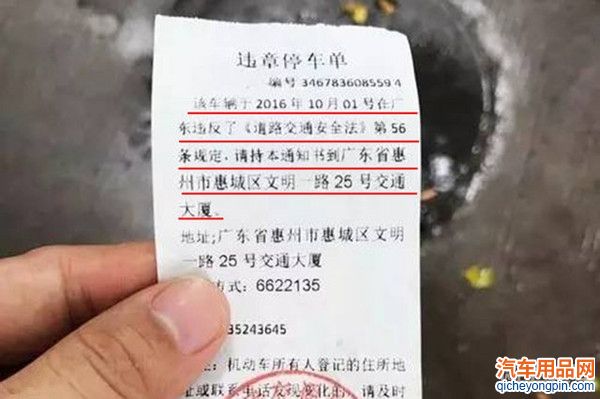 违章停车单
编号 3467836085594
该车辆于 2016 年 10 月 01 号在广
东违反了《道路交通安全法》第 56
条规定，请持本通知书到广东省惠
州市惠城区文明一路 25 号交通
大厦。
地址;广东省惠州市惠城区文明
一路 25 号交通大厦
方式: 6622135
35243645
：机动车所有人登记的住所地
址或联系电话发现变化的，请及时
汽车用品网
qicheyongpin.com